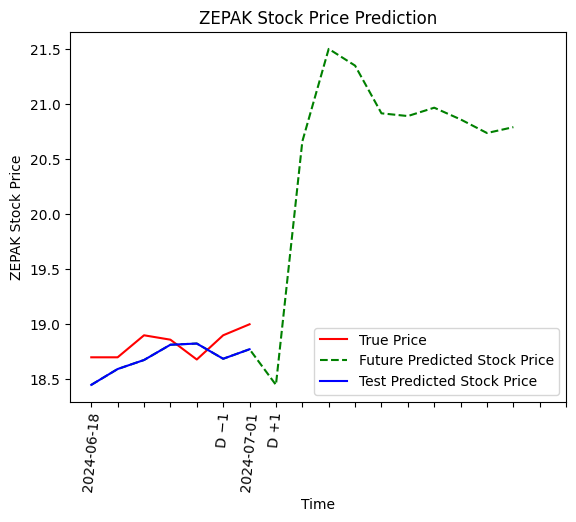 ZEPAK Stock Price Prediction
ZEPAK Stock Price
21.5
21.0
20.5
20.0
19.5
19.0
18.5
True Price
Future Predicted Stock Price
Test Predicted Stock Price
2024-06-18
D −1
2024-07-01
D +1
Time